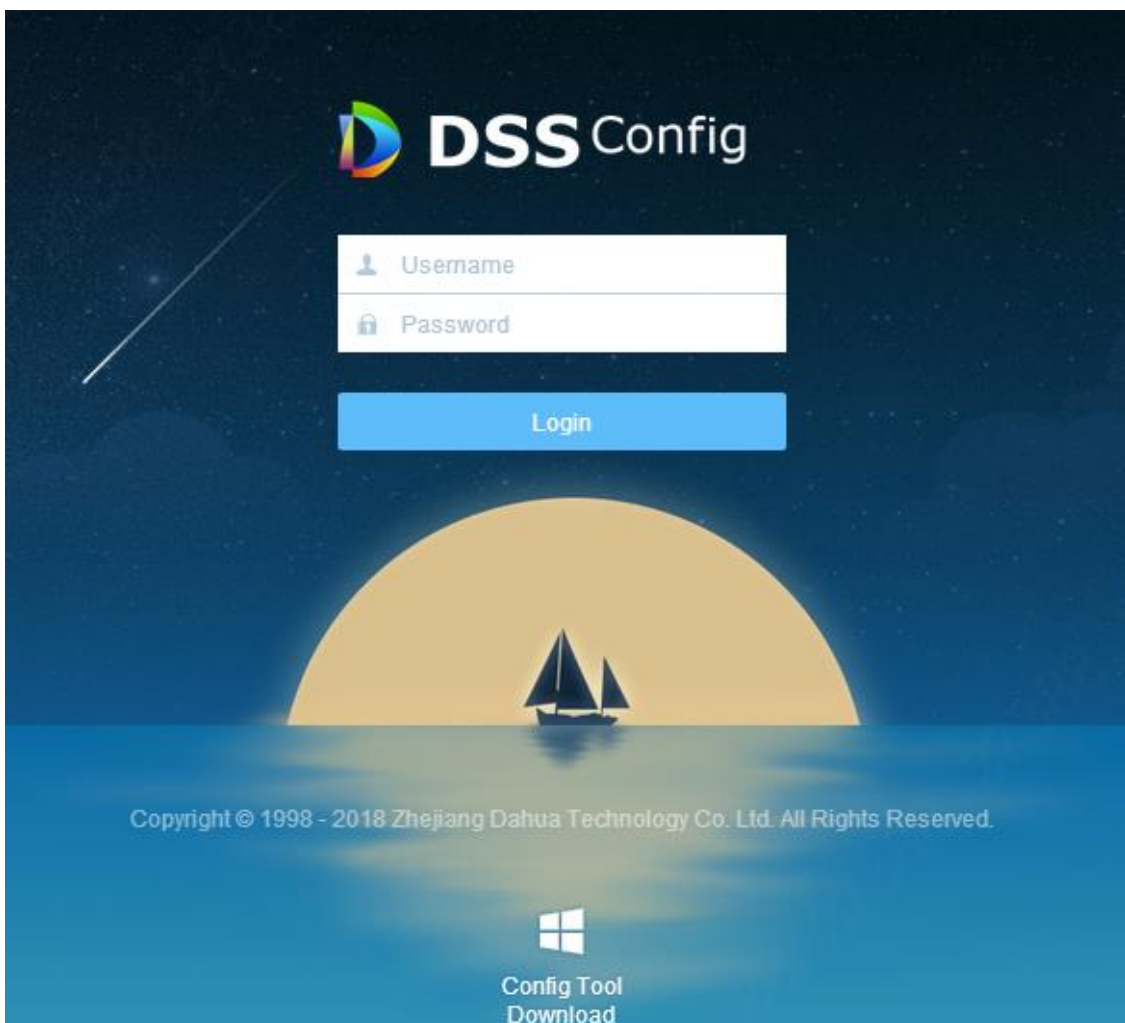 DSS Config
Username
Password
Login
Copyright © 1998 - 2018 Zhejiang Dahua Technology Co. Ltd. All Rights Reserved.
Config Tool
Download